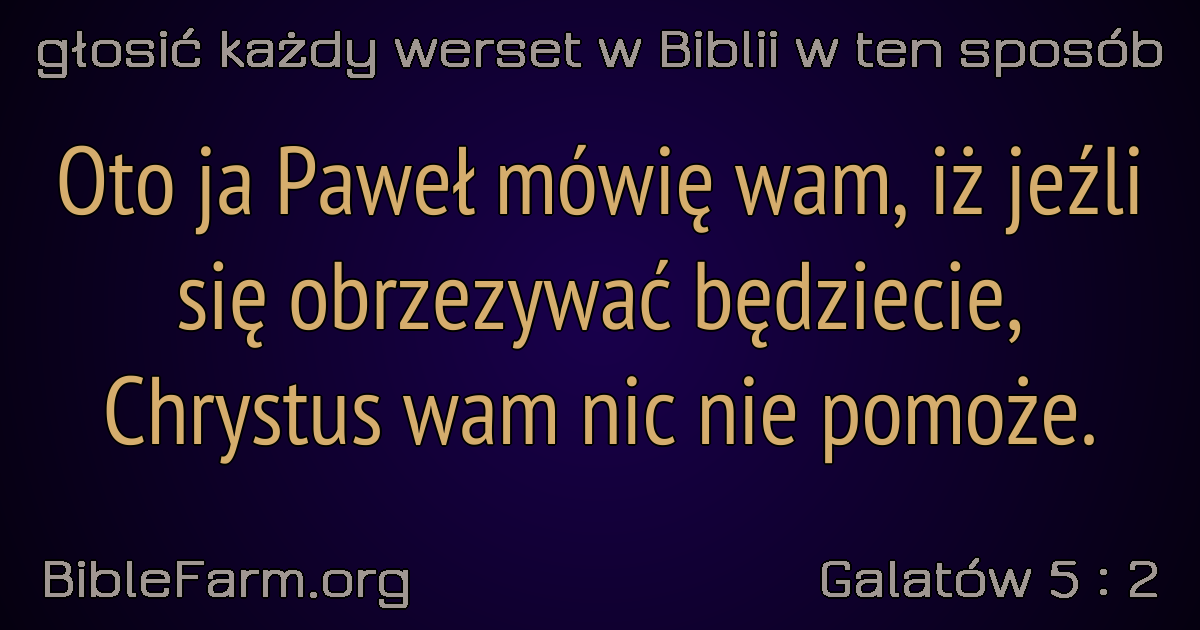 głosić każdy werset w Biblii w ten sposób
Oto ja Paweł mówię wam, iż jeźli
się obrzezywać będziecie,
Chrystus wam nic nie pomoże.
BibleFarm.org
Galatów 5 : 2